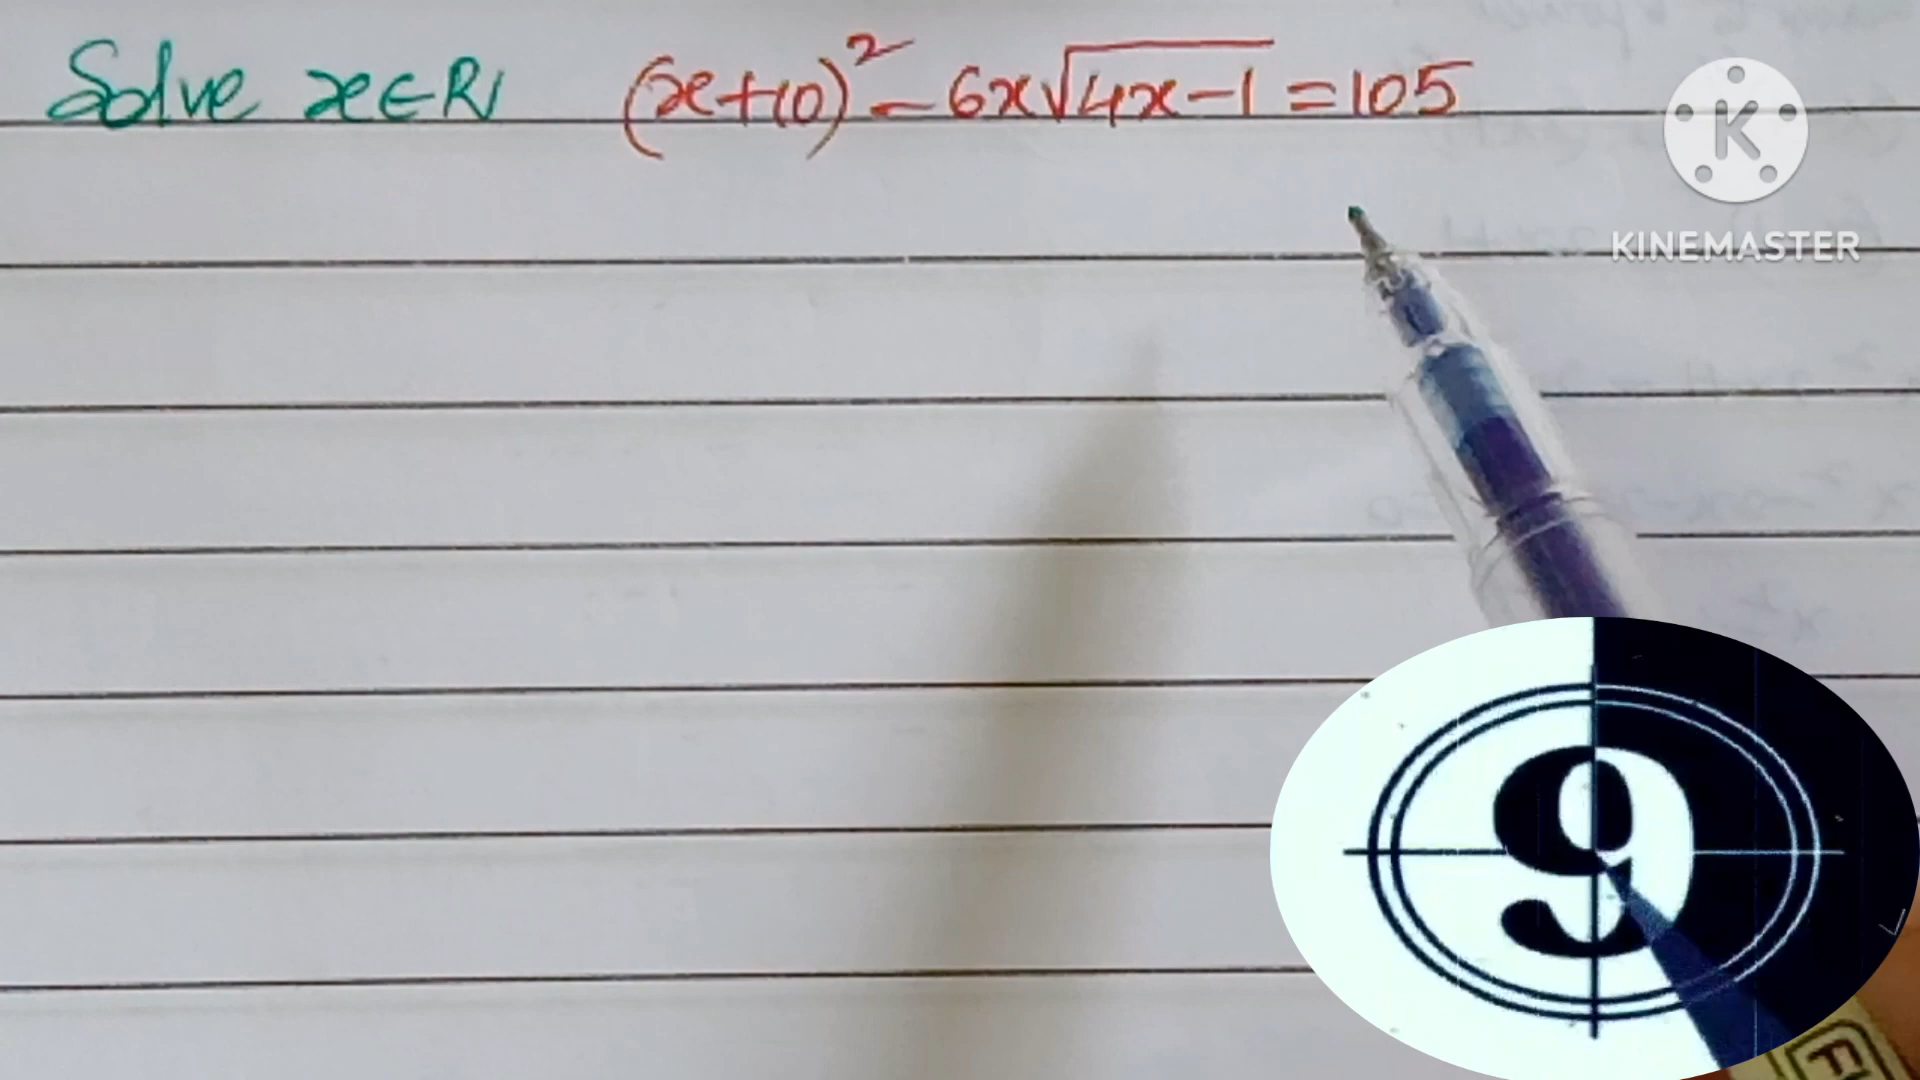 Solve x∈R, (x+10)² - 6x√4x-1 = 105
K
KINEMASTER
9